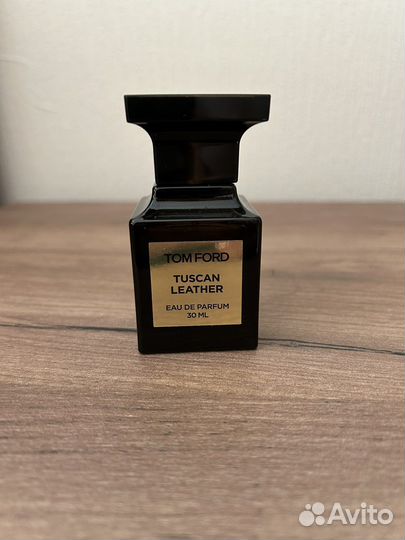 TOM FORD
TUSCAN
LEATHER
EAU DE PARFUM
30 ML
Avito